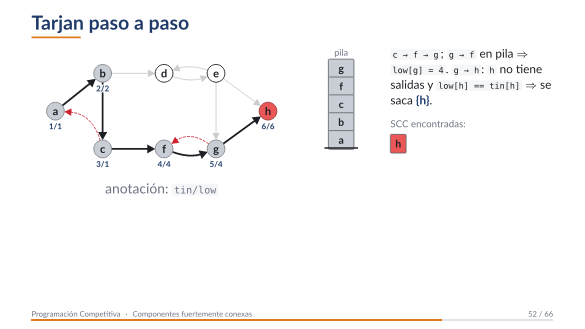 Tarjan paso a paso
b
d
e
2/2
a
h
1/1
6/6
c
f
g
3/1
4/4
5/4
anotación: tin/low
pila
g
f
c
b
a
c → f → g; g → f en pila ⇒
low[g] = 4. g → h: h no tiene
salidas y low[h] == tin[h] ⇒ se
saca {h}.
SCC encontradas:
h
Programación Competitiva · Componentes fuertemente conexas
52 / 66